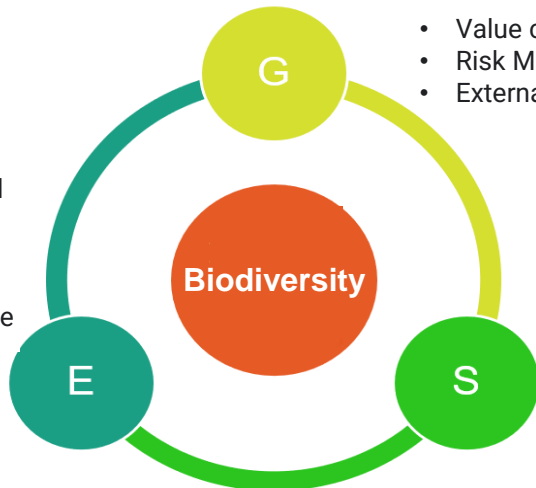 G
• Value
• Risk
• Externa
Biodiversity
E
S